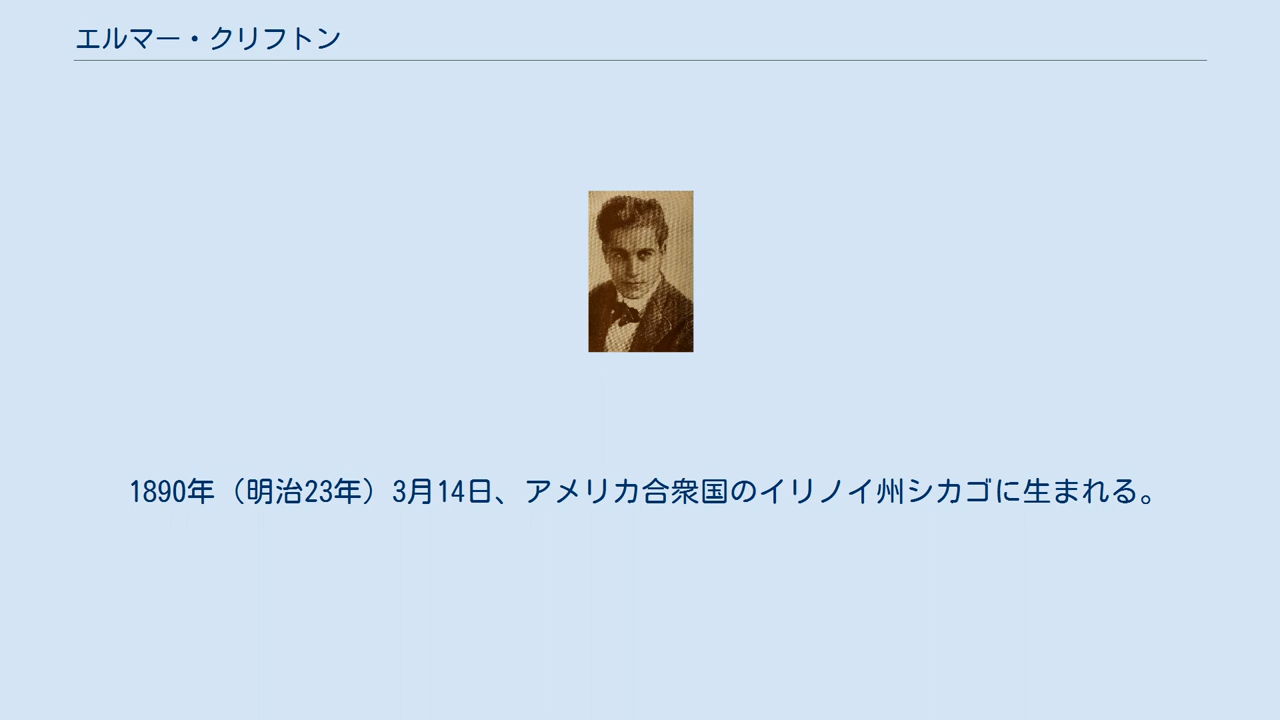 エルマー・クリフトン
1890年（明治23年）3月14日、アメリカ合衆国のイリノイ州シカゴに生まれる。